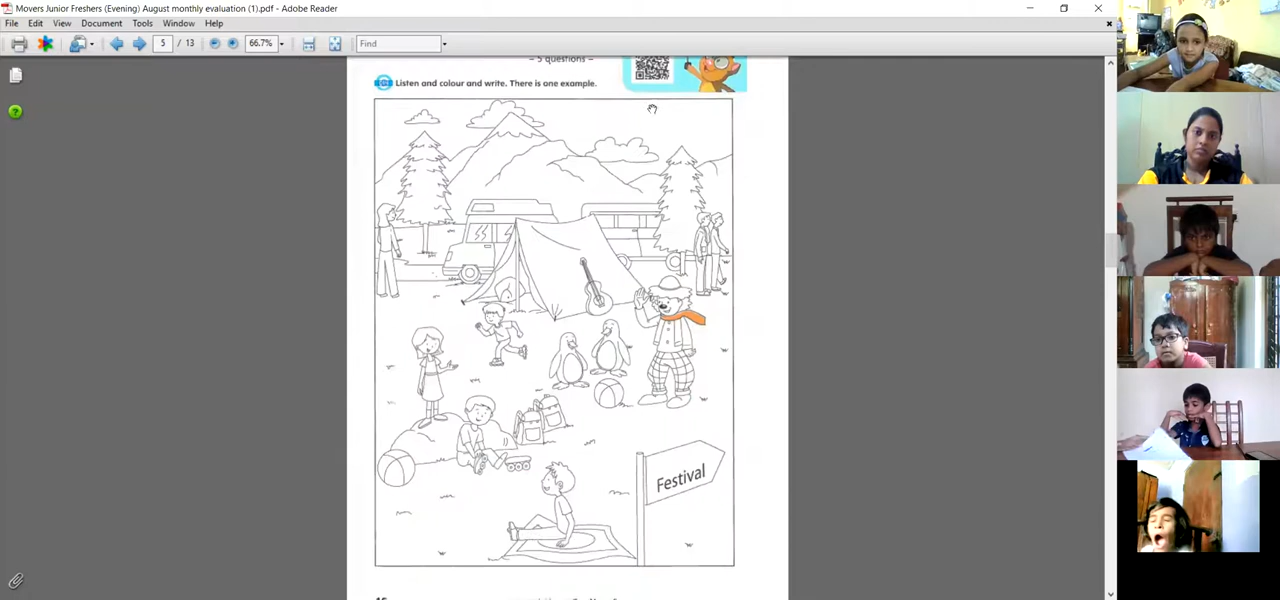 Movers Junior Freshers (Evening) August monthly evaluation (1).pdf - Adobe Reader
File Edit View Document Tools Window Help
5 / 13 66.7% Find
– 5 questions –
Listen and colour and write. There is one example.
Festival